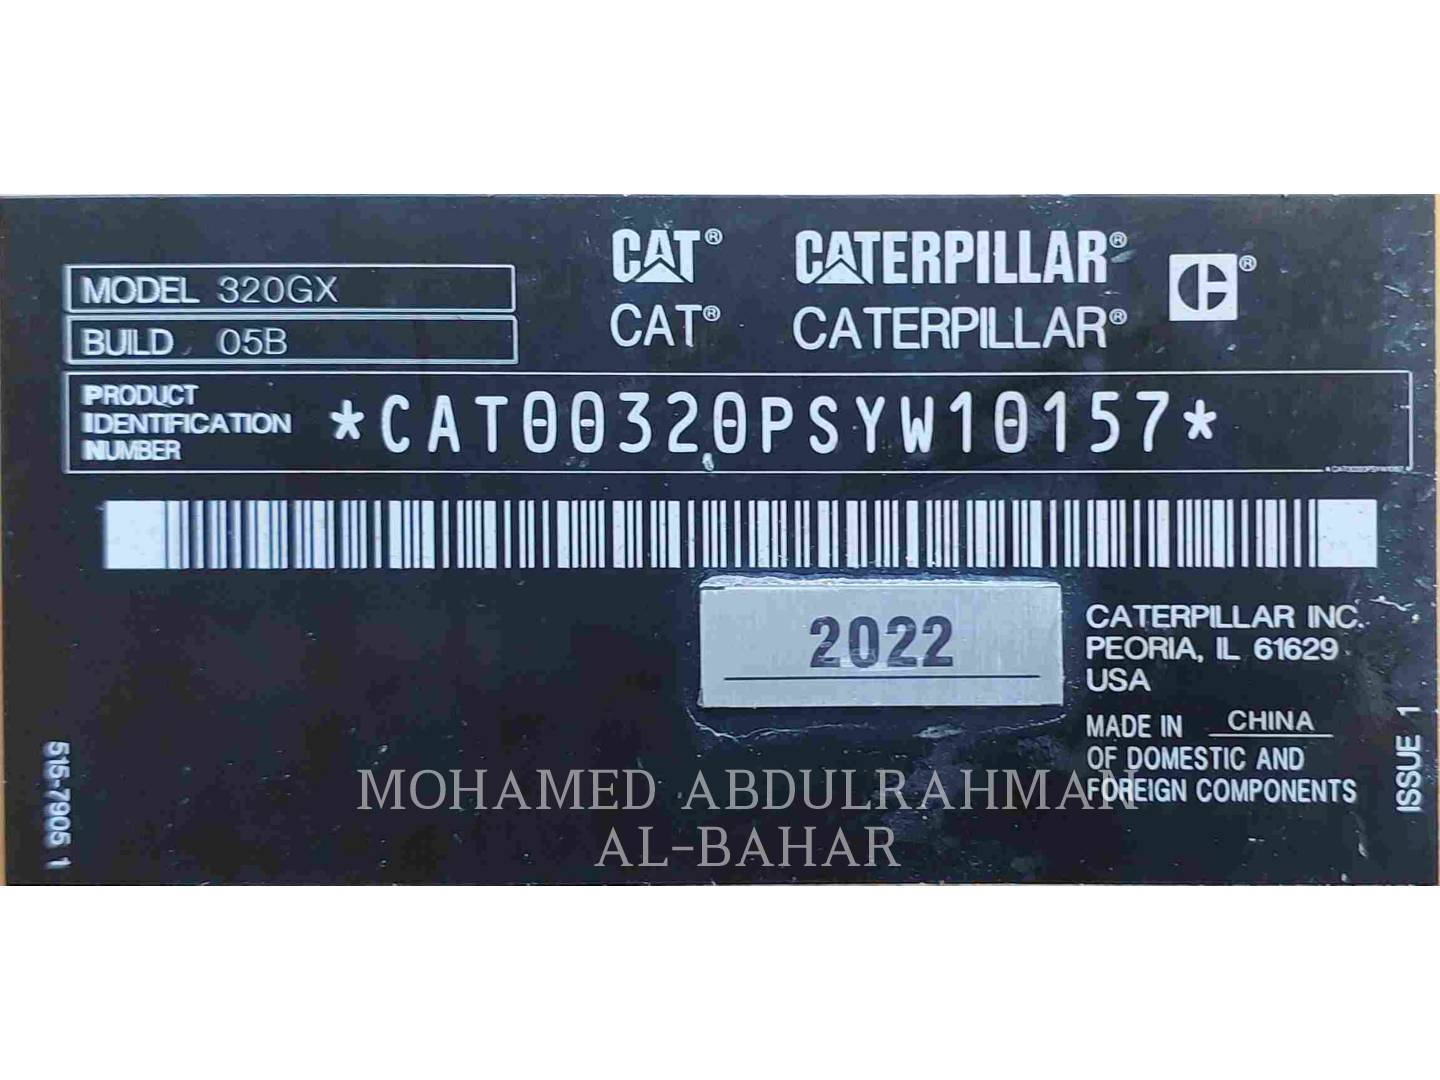 CAT® CATERPILLAR®
CAT® CATERPILLAR®
MODEL 320GX
BUILD 05B
PRODUCT
IDENTIFICATION
NUMBER
*CAT00320PSYW10157*
2022
CATERPILLAR INC.
PEORIA, IL 61629
USA
MADE IN CHINA
OF DOMESTIC AND
FOREIGN COMPONENTS
ISSUE 1
515-7905 1
MOHAMED ABDULRAHMAN
AL-BAHAR